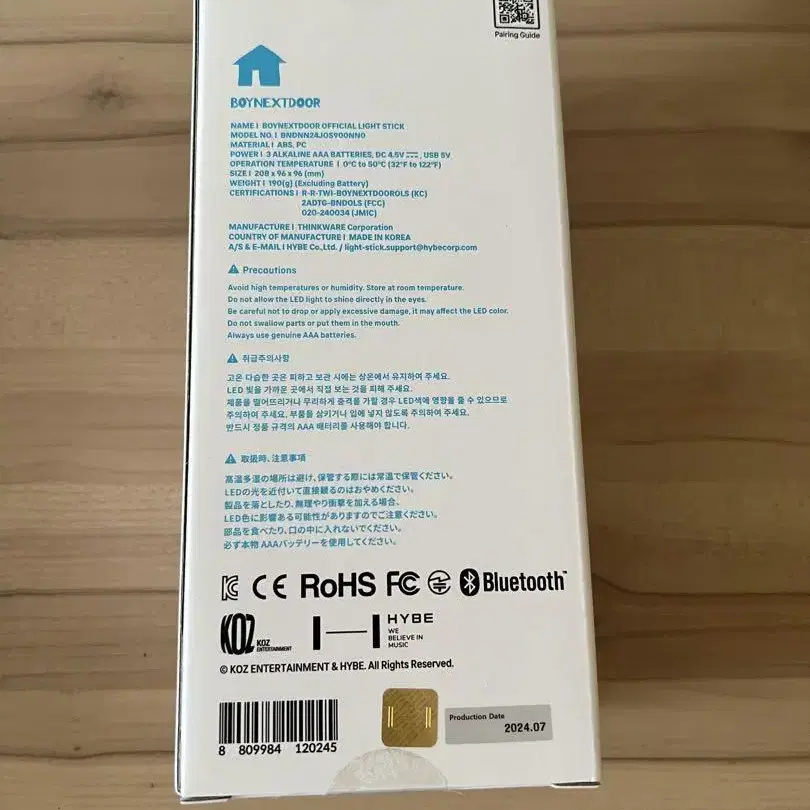 Pairing Guide
BOYNEXTDOOR
NAME I BOYNEXTDOOR OFFICIAL LIGHT STICK
MODEL NO. I BNDNN24JOS900NN0
MATERIAL I ABS, PC
POWER I 3 ALKALINE AAA BATTERIES, DC 4.5V, USB 5V
OPERATION TEMPERATURE I 0°C to 50°C (32°F to 122°F)
SIZE I 208 x 96 x 96 (mm)
WEIGHT I 190(g) (Excluding Battery)
CERTIFICATIONS I R-R-TWI-BOYNEXTDOOROLS (KC)
2ADTG-BNDOLS (FCC)
020-240034 (JMIC)
MANUFACTURE I THINKWARE Corporation
COUNTRY OF MANUFACTURE I MADE IN KOREA
A/S & E-MAIL I HYBE Co.,Ltd. / light-stick.support@hybecorp.com
Precautions
Avoid high temperatures or humidity. Store at room temperature.
Do not allow the LED light to shine directly in the eyes.
Be careful not to drop or apply excessive damage, it may affect the LED color.
Do not swallow parts or put them in the mouth.
Always use genuine AAA batteries.
취급주의사항
고온 다습한 곳은 피하고 보관 시에는 상온에서 유지하여 주세요.
LED 빛을 가까운 곳에서 직접 보는 것을 피해 주세요.
제품을 떨어뜨리거나 무리하게 충격을 가할 경우 LED색에 영향을 줄 수 있으므로
주의하여 주세요. 부품을 삼키거나 입에 넣지 않도록 주의하여 주세요.
반드시 정품 규격의 AAA 배터리를 사용해야 합니다.
取扱時、注意事項
高温多湿の場所は避け、保管する際には常温で保管ください。
LEDの光を近付いて直接観るのはおやめください。
製品を落としたり、無理やり衝撃を加える場合、
LED色に影響ある可能性がありますのでご注意ください。
部品を食べたり、口の中に入れないでください。
必ず本物 AAAバッテリーを使用してください。
CE RoHS FC Bluetooth™
KOZ KOZ ENTERTAINMENT
HYBE
WE
BELIEVE IN
MUSIC
© KOZ ENTERTAINMENT & HYBE. All Rights Reserved.
8 809984 120245
Production Date
2024.07